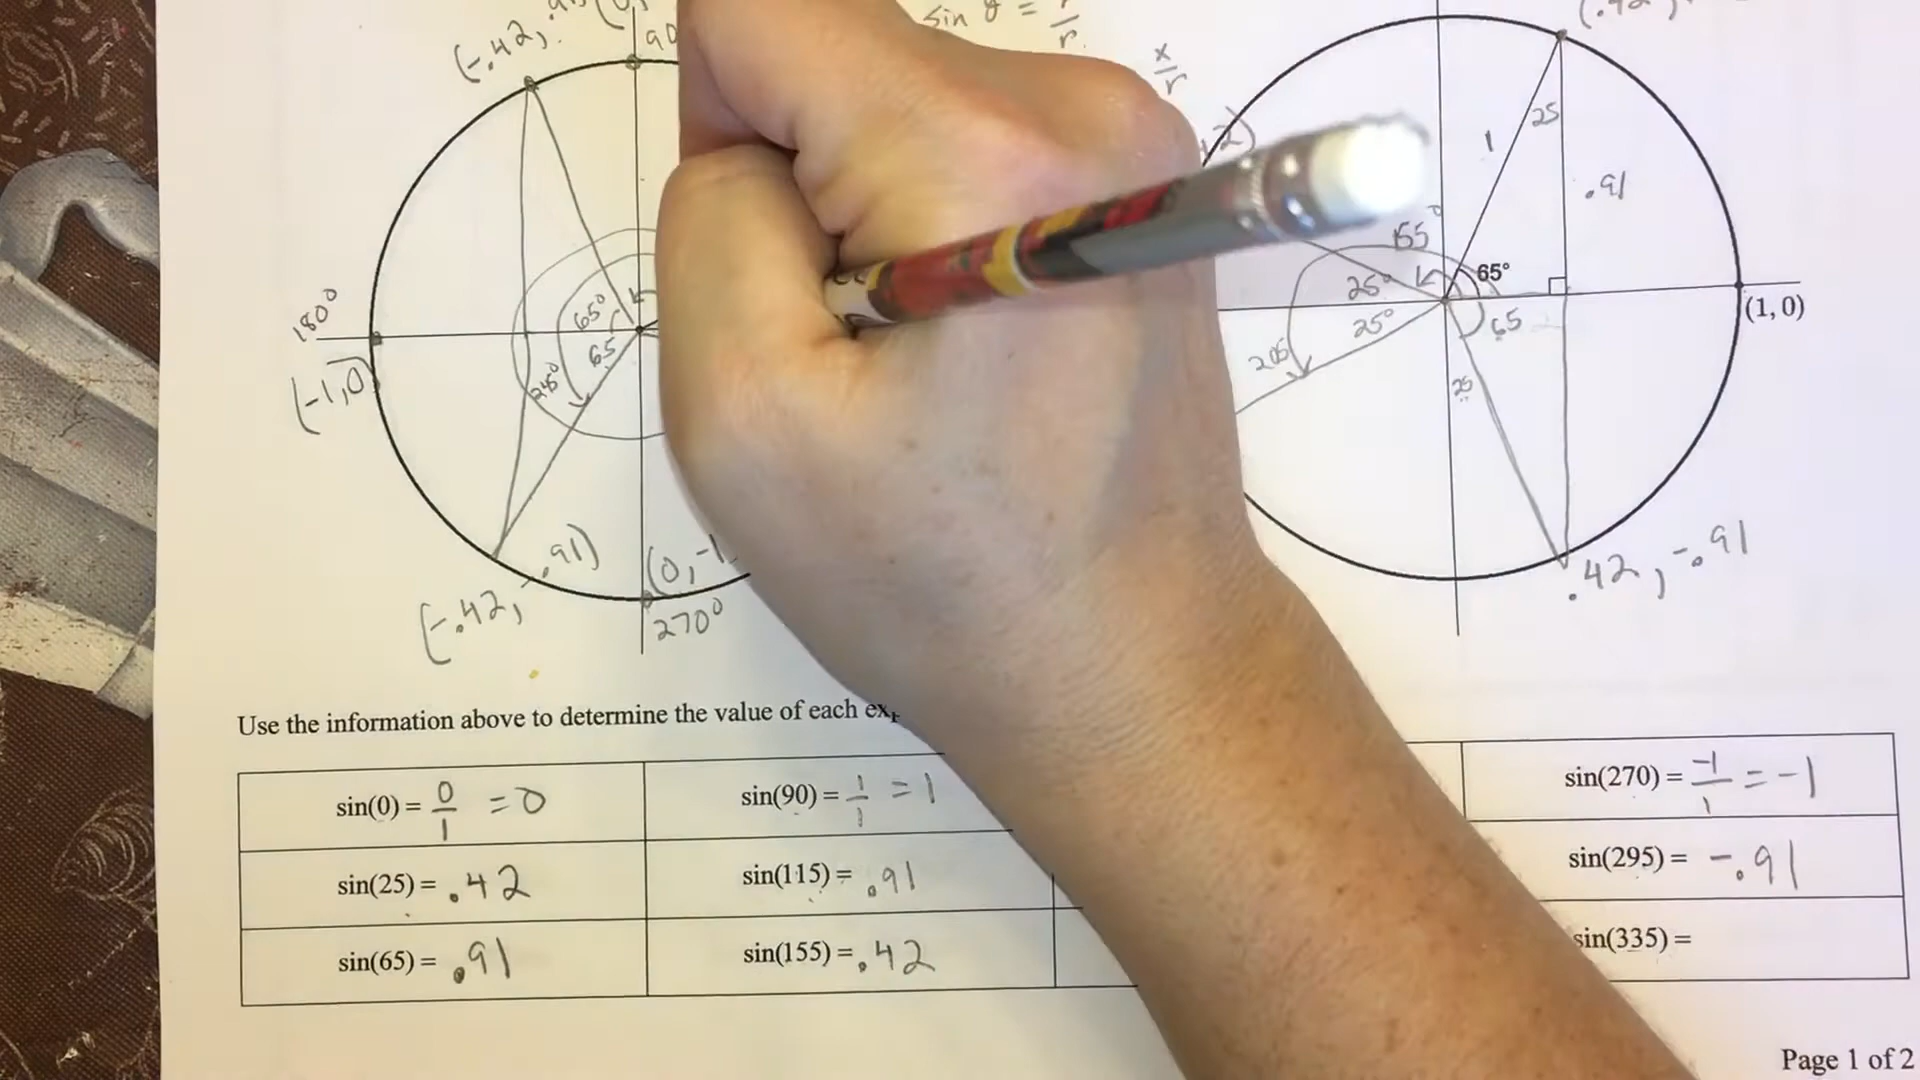 (-.42,
90
sin θ =
r
x/r
(.42,
25
1
.91
180°
155°
65°
65°
25°
65
25°
65
(1, 0)
245°
205
(-1,0)
25
(-.42, -.91)
(0,-1
270°
.42, -.91
Use the information above to determine the value of each
sin(0) = 0/1 = 0
sin(90) = 1/1 = 1
sin(270) = -1/1 = -1
sin(25) = .42
sin(115) = .91
sin(295) = -.91
sin(65) = .91
sin(155) = .42
sin(335) =
Page 1 of 2